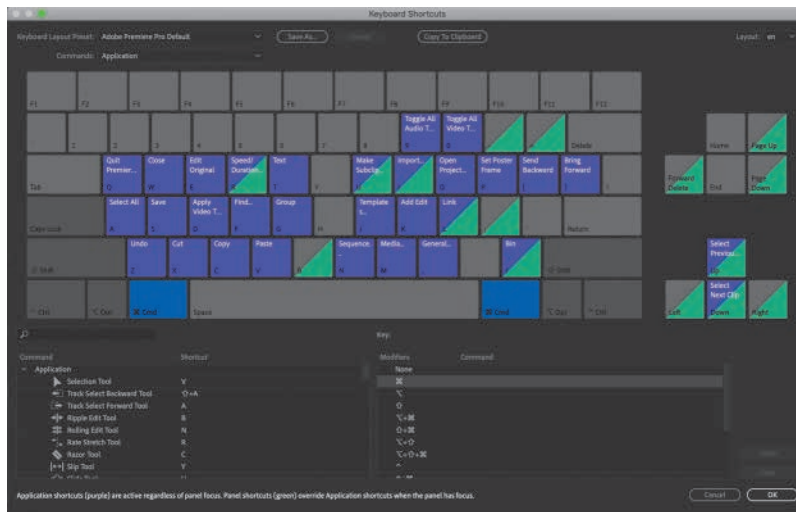 Keyboard Shortcuts
Keyboard Layout Preset: Adobe Premiere Pro Default
Save As...
Copy To Clipboard
Layout: en
Commands: Application
F1 F2 F3 F4 F5 F6 F7 F8 F9 F10 F11 F12
Toggle All Audio T... Toggle All Video T...
Delete Home Page Up
Quit Premier... Close Edit Original Speed/Duration... Text Make Subclip... Import... Open Project... Set Poster Frame Send Backward Bring Forward
Tab Forward Delete End Page Down
Select All Save Apply Video T... Find... Group Template s... Add Edit Link
Caps Lock Return
Undo Cut Copy Paste Sequence... Media... General... Bin Select Previou...
Shift Shift Up
Select Next Clip
Ctrl Opt ⌘ Cmd Space ⌘ Cmd Opt Ctrl Left Down Right
Key:
Command Shortcut Modifiers Command
Application None
Selection Tool V ⌘
Track Select Backward Tool ⇧+A ⌥
Track Select Forward Tool A ⇧
Ripple Edit Tool B ⌥+⌘
Rolling Edit Tool N ⇧+⌘
Rate Stretch Tool R ⌥+⇧
Razor Tool C ⌥+⇧+⌘
Slip Tool Y ^
Application shortcuts (purple) are active regardless of panel focus. Panel shortcuts (green) override Application shortcuts when the panel has focus.
Cancel OK